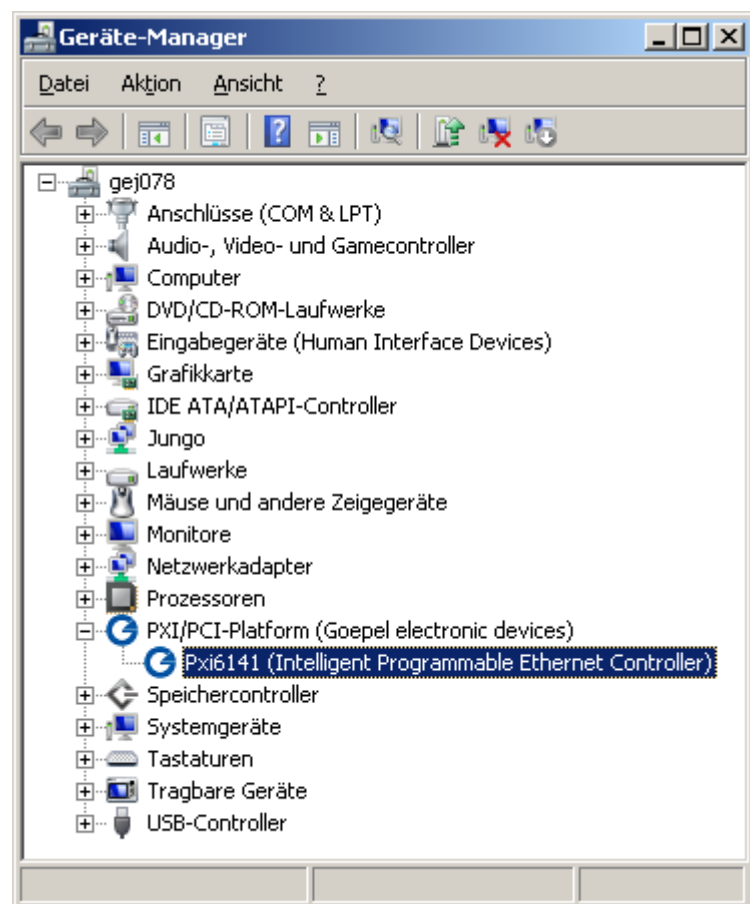 Geräte-Manager
Datei Aktion Ansicht ?
gej078
Anschlüsse (COM & LPT)
Audio-, Video- und Gamecontroller
Computer
DVD/CD-ROM-Laufwerke
Eingabegeräte (Human Interface Devices)
Grafikkarte
IDE ATA/ATAPI-Controller
Jungo
Laufwerke
Mäuse und andere Zeigegeräte
Monitore
Netzwerkadapter
Prozessoren
PXI/PCI-Platform (Goepel electronic devices)
Pxi6141 (Intelligent Programmable Ethernet Controller)
Speichercontroller
Systemgeräte
Tastaturen
Tragbare Geräte
USB-Controller